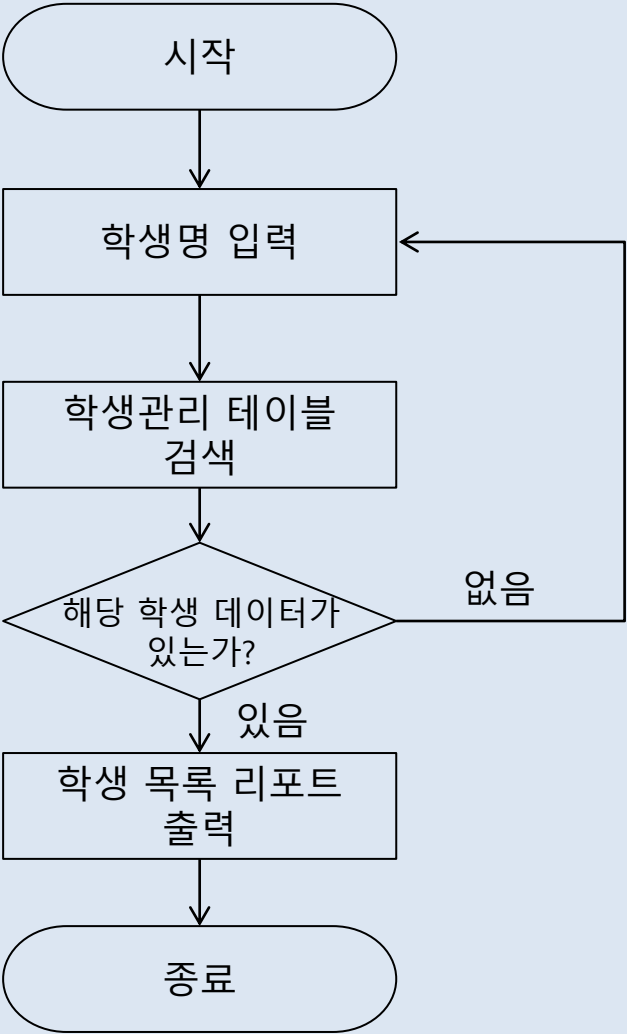 시작
학생명 입력
학생관리 테이블
검색
해당 학생 데이터가
있는가?
없음
있음
학생 목록 리포트
출력
종료